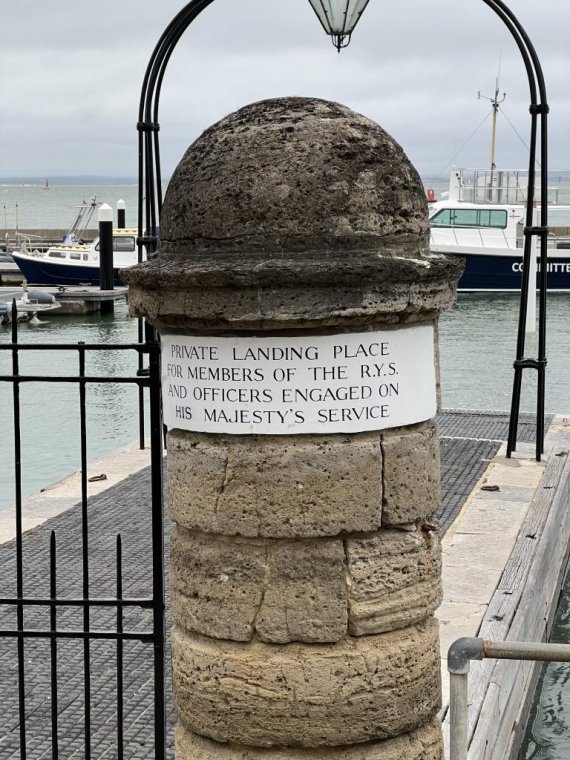 PRIVATE LANDING PLACE
FOR MEMBERS OF THE R.Y.S.
AND OFFICERS ENGAGED ON
HIS MAJESTY'S SERVICE